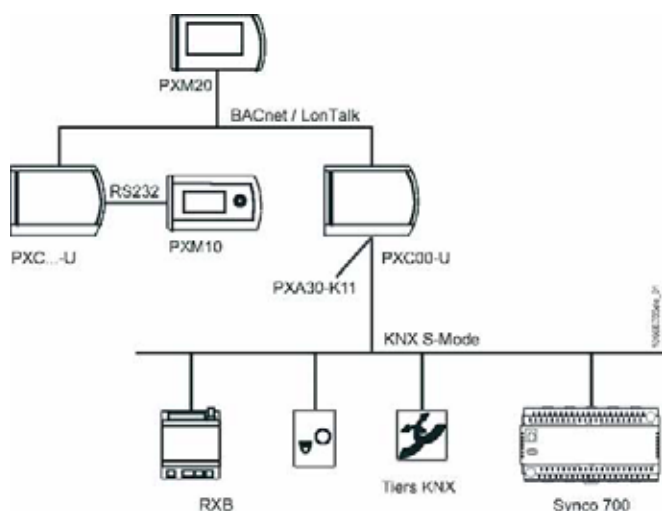 PXM20
BACnet / LonTalk
RS232
PXC...-U
PXM10
PXC00-U
PXA30-K11
KNX S-Mode
Tiers KNX
RXB
Synco 700